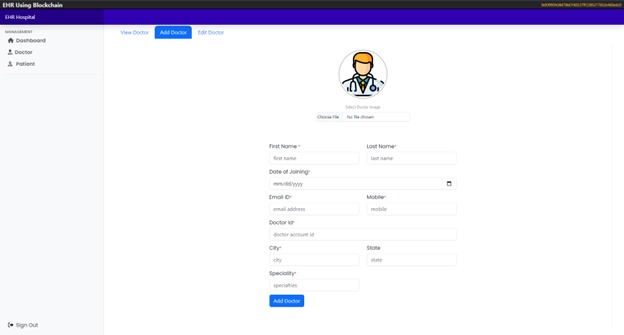 EHR Using Blockchain
EHR Hospital
MANAGEMENT
Dashboard
Doctor
Patient
Sign Out
View Doctor Add Doctor Edit Doctor
Select Doctor Image
Choose File No file chosen
First Name * Last Name*
first name last name
Date of Joining*
mm/dd/yyyy
Email ID* Mobile*
email address mobile
Doctor Id*
doctor account id
City* State
city state
Speciality*
specialties
Add Doctor